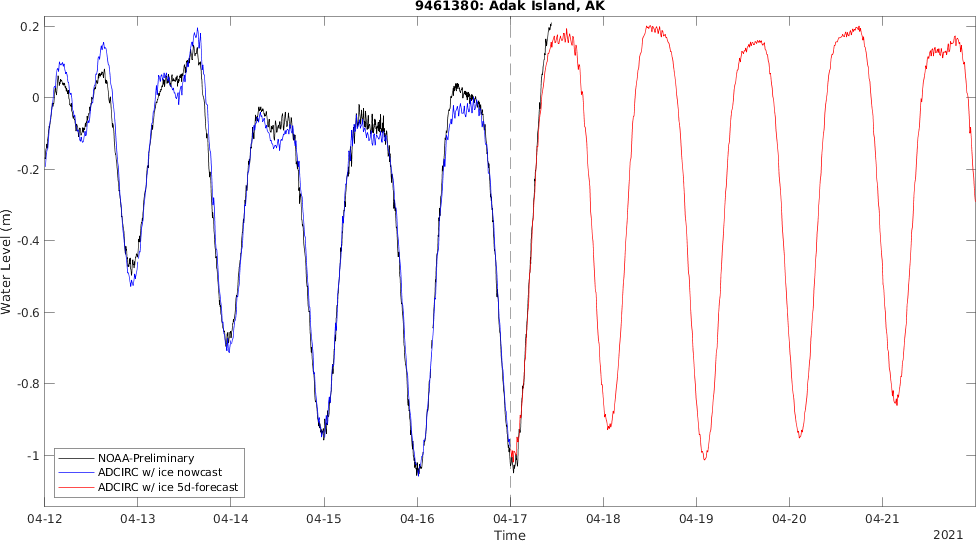 9461380: Adak Island, AK
0.2
0
-0.2
-0.4
-0.6
-0.8
-1
Water Level (m)
NOAA-Preliminary
ADCIRC w/ ice nowcast
ADCIRC w/ ice 5d-forecast
04-12 04-13 04-14 04-15 04-16 04-17 04-18 04-19 04-20 04-21
Time
2021